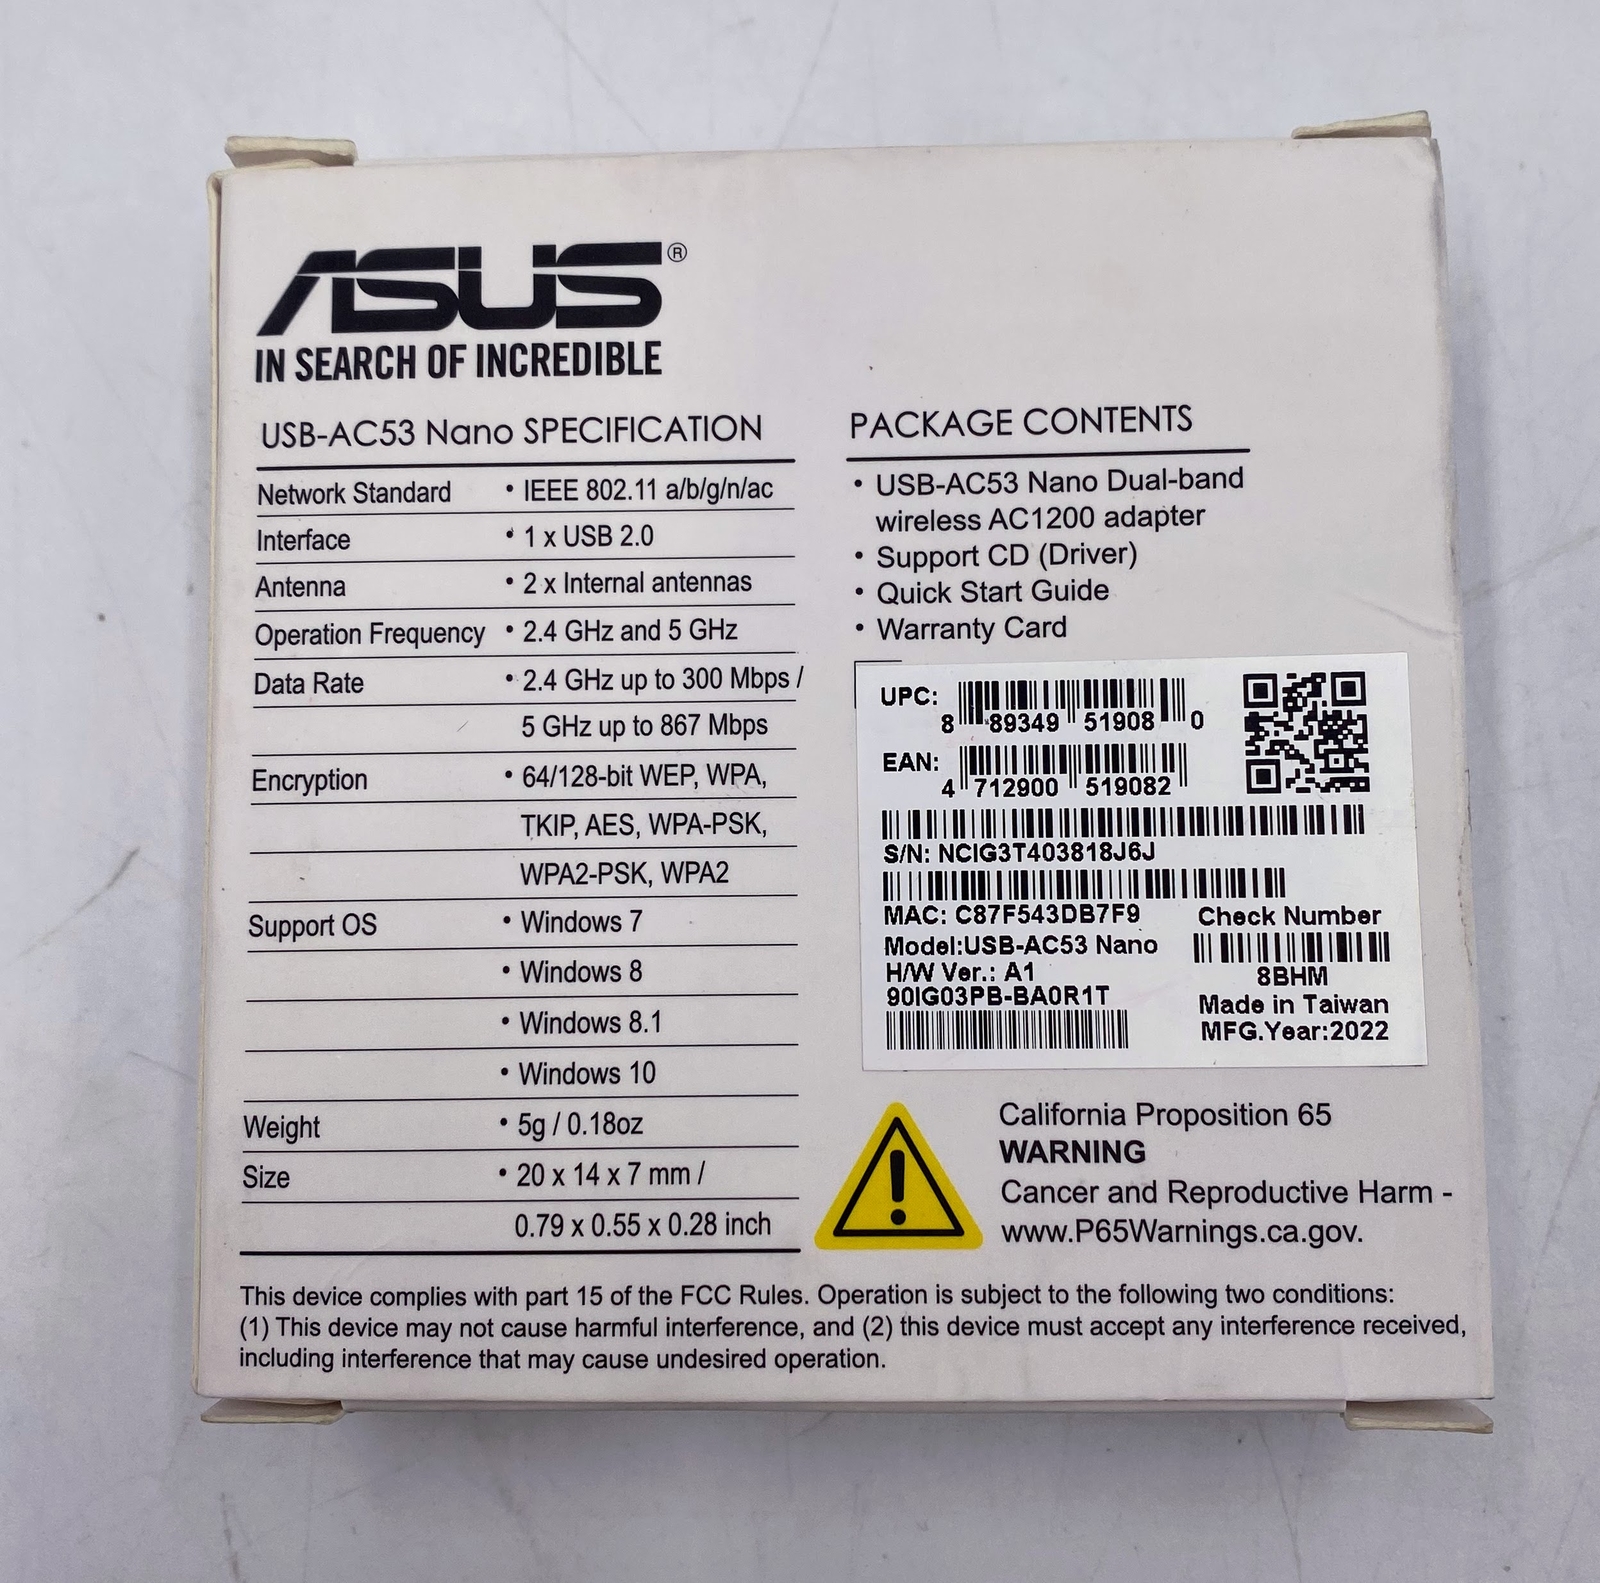 ASUS®
IN SEARCH OF INCREDIBLE
USB-AC53 Nano SPECIFICATION
Network Standard • IEEE 802.11 a/b/g/n/ac
Interface • 1 x USB 2.0
Antenna • 2 x Internal antennas
Operation Frequency • 2.4 GHz and 5 GHz
Data Rate • 2.4 GHz up to 300 Mbps /
5 GHz up to 867 Mbps
Encryption • 64/128-bit WEP, WPA,
TKIP, AES, WPA-PSK,
WPA2-PSK, WPA2
Support OS • Windows 7
• Windows 8
• Windows 8.1
• Windows 10
Weight • 5g / 0.18oz
Size • 20 x 14 x 7 mm /
0.79 x 0.55 x 0.28 inch
PACKAGE CONTENTS
• USB-AC53 Nano Dual-band
wireless AC1200 adapter
• Support CD (Driver)
• Quick Start Guide
• Warranty Card
UPC:
8 89349 51908 0
EAN:
4 712900 519082
S/N: NCIG3T403818J6J
MAC: C87F543DB7F9
Model:USB-AC53 Nano
H/W Ver.: A1
90IG03PB-BA0R1T
Check Number
8BHM
Made in Taiwan
MFG.Year:2022
California Proposition 65
WARNING
Cancer and Reproductive Harm -
www.P65Warnings.ca.gov.
This device complies with part 15 of the FCC Rules. Operation is subject to the following two conditions:
(1) This device may not cause harmful interference, and (2) this device must accept any interference received,
including interference that may cause undesired operation.